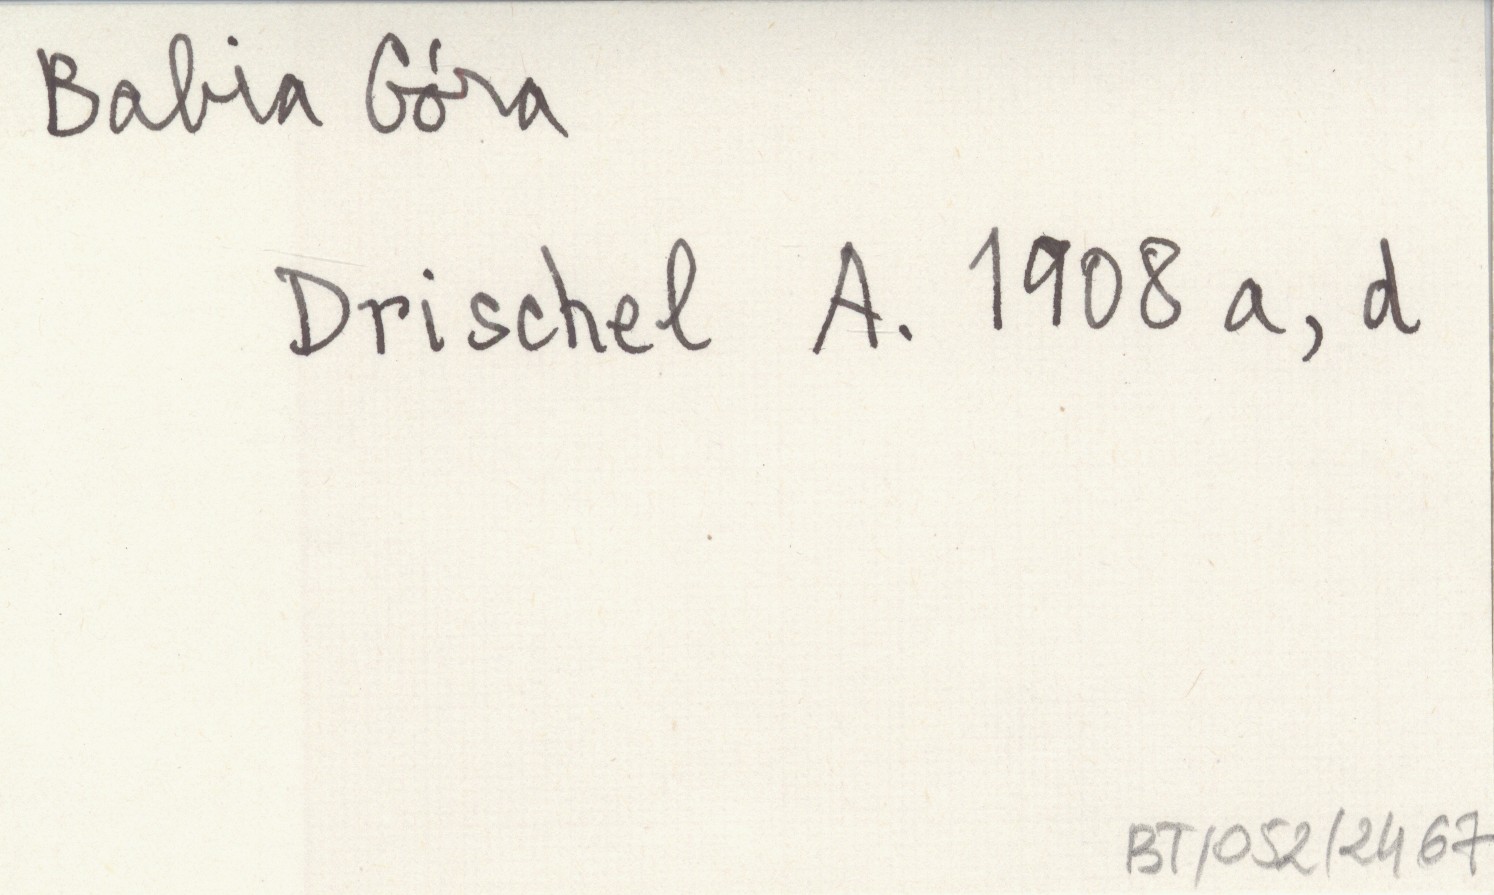 Babia Góra
Drischel A. 1908 a, d
BT/052/2467